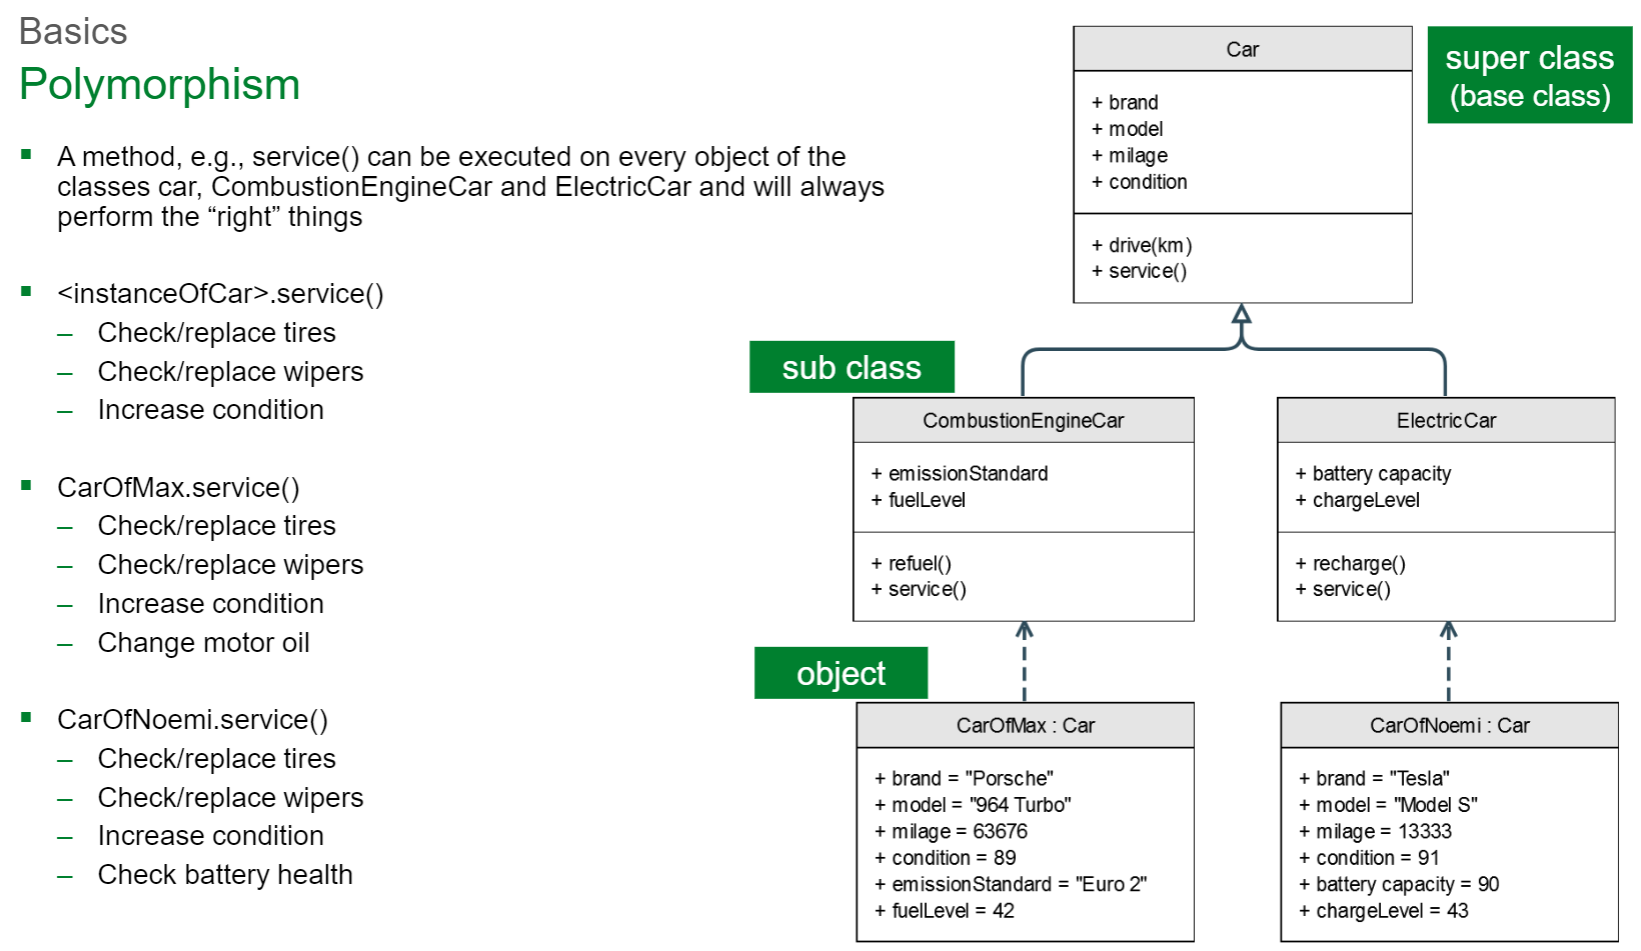 Basics
Polymorphism
▪ A method, e.g., service() can be executed on every object of the
classes car, CombustionEngineCar and ElectricCar and will always
perform the “right” things
▪ <instanceOfCar>.service()
– Check/replace tires
– Check/replace wipers
– Increase condition
▪ CarOfMax.service()
– Check/replace tires
– Check/replace wipers
– Increase condition
– Change motor oil
▪ CarOfNoemi.service()
– Check/replace tires
– Check/replace wipers
– Increase condition
– Check battery health
Car
+ brand
+ model
+ milage
+ condition
+ drive(km)
+ service()
super class
(base class)
sub class
CombustionEngineCar
+ emissionStandard
+ fuelLevel
+ refuel()
+ service()
ElectricCar
+ battery capacity
+ chargeLevel
+ recharge()
+ service()
object
CarOfMax : Car
+ brand = "Porsche"
+ model = "964 Turbo"
+ milage = 63676
+ condition = 89
+ emissionStandard = "Euro 2"
+ fuelLevel = 42
CarOfNoemi : Car
+ brand = "Tesla"
+ model = "Model S"
+ milage = 13333
+ condition = 91
+ battery capacity = 90
+ chargeLevel = 43